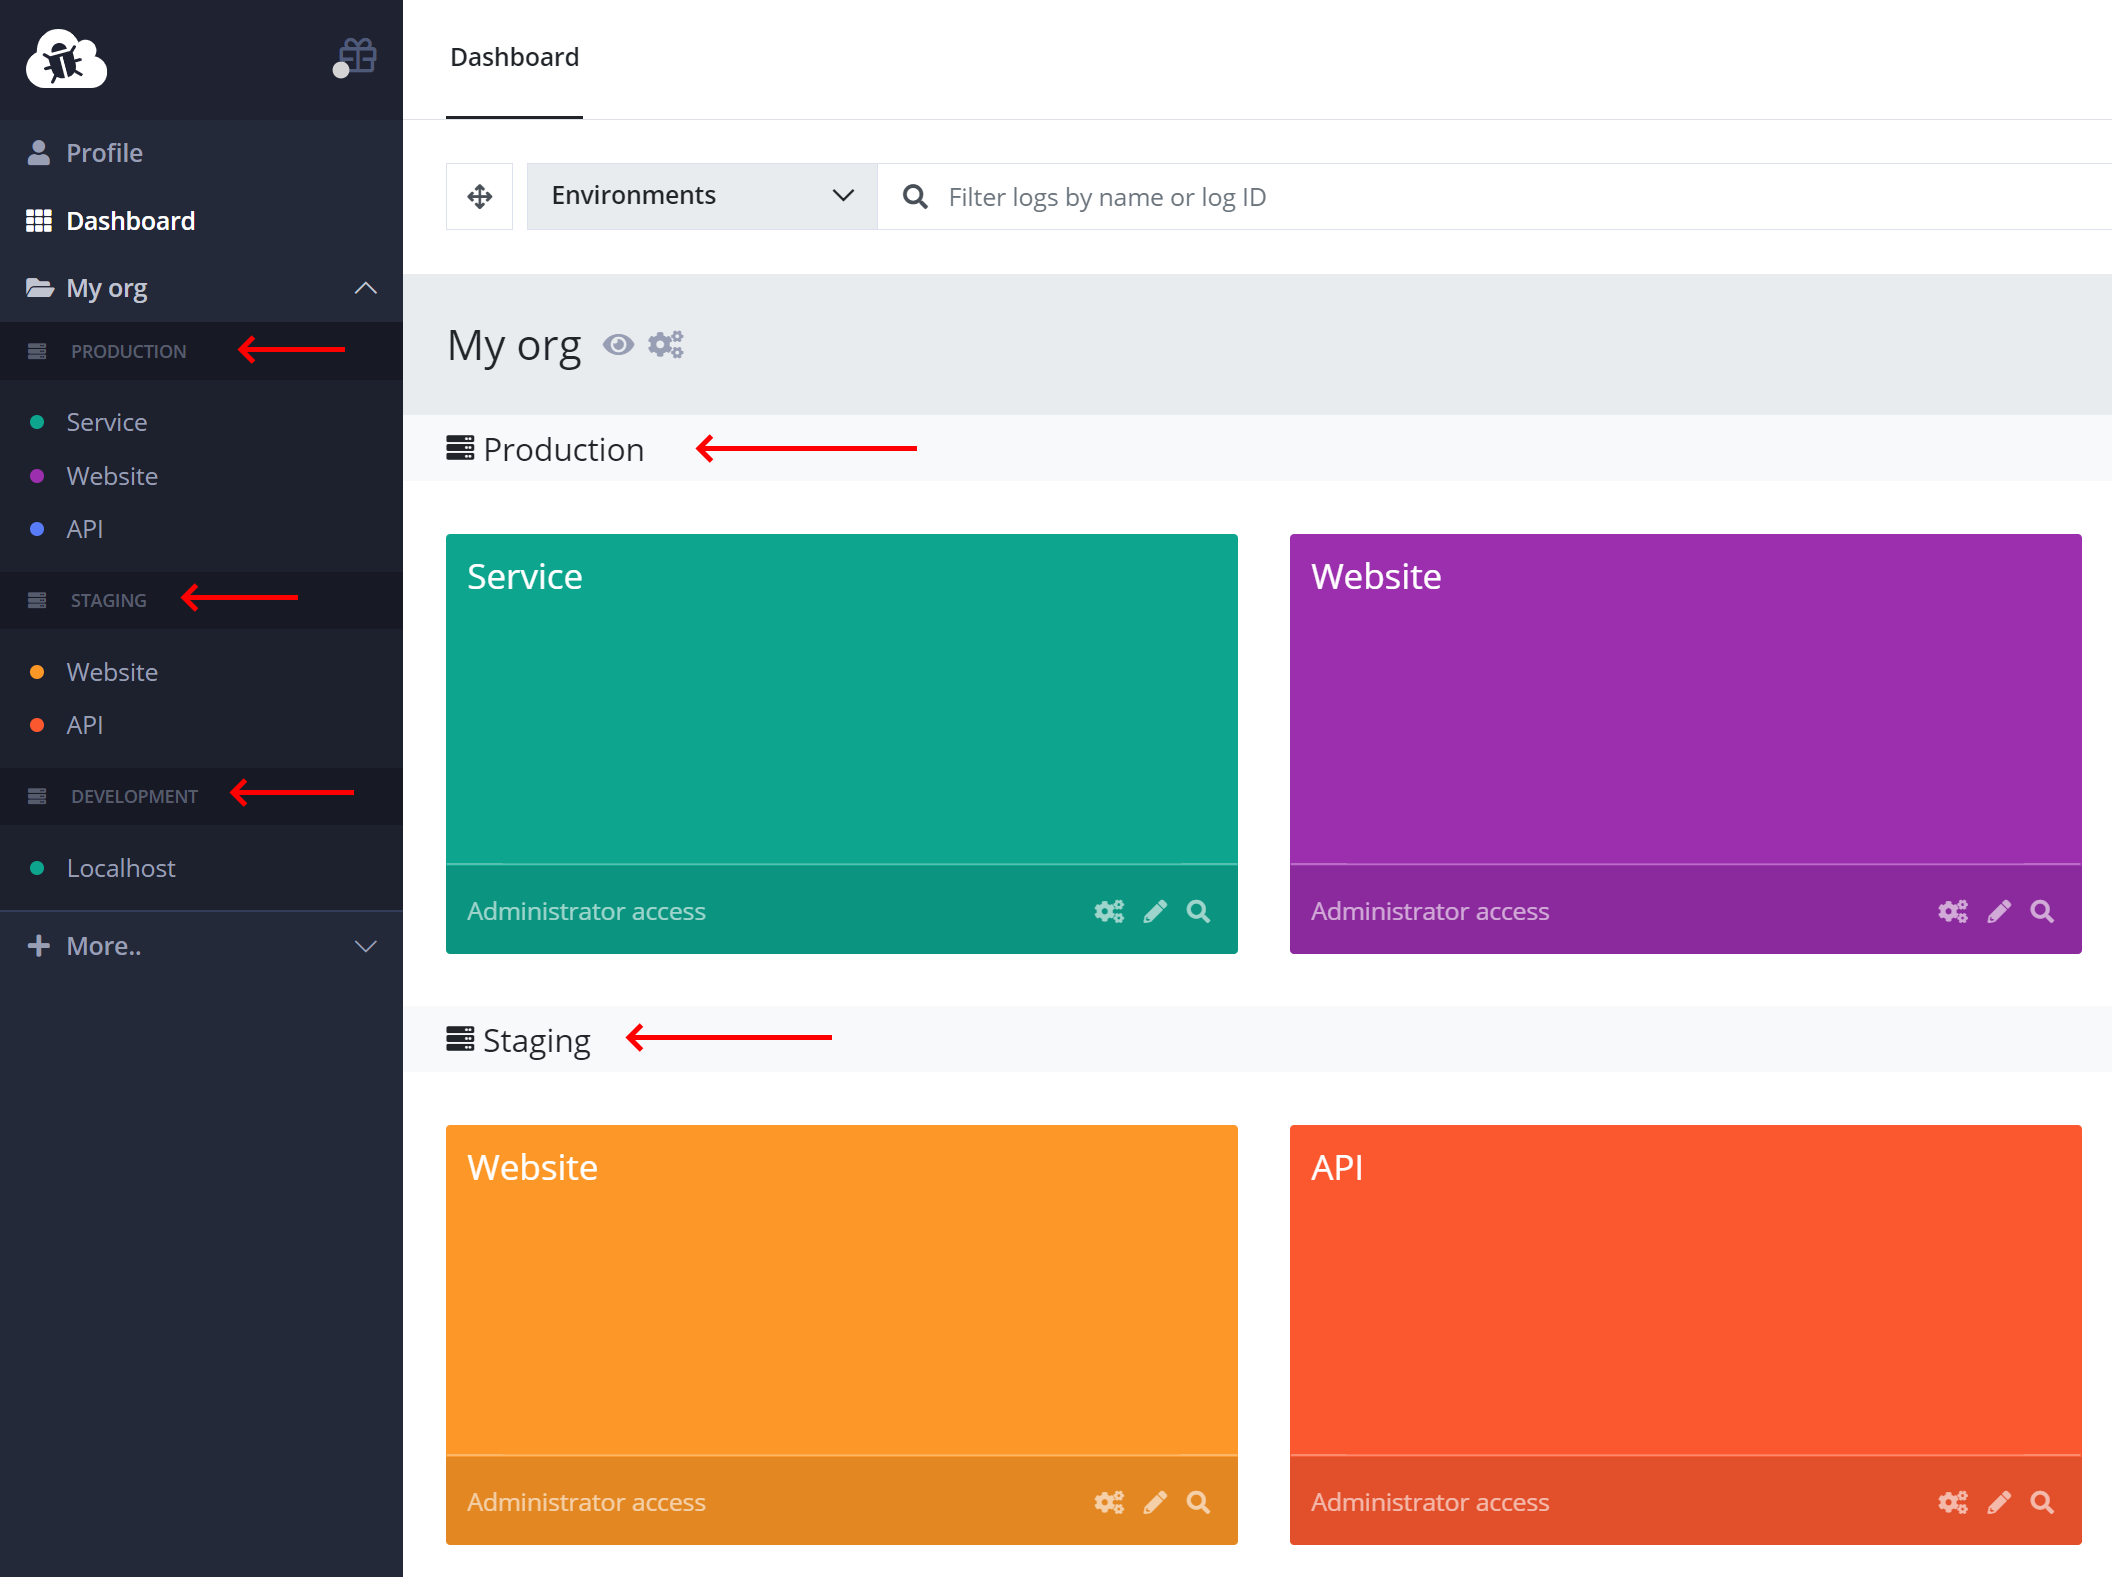 Profile
Dashboard
My org
PRODUCTION
Service
Website
API
STAGING
Website
API
DEVELOPMENT
Localhost
More..
Dashboard
Environments
Filter logs by name or log ID
My org
Production
Service
Administrator access
Website
Administrator access
Staging
Website
Administrator access
API
Administrator access